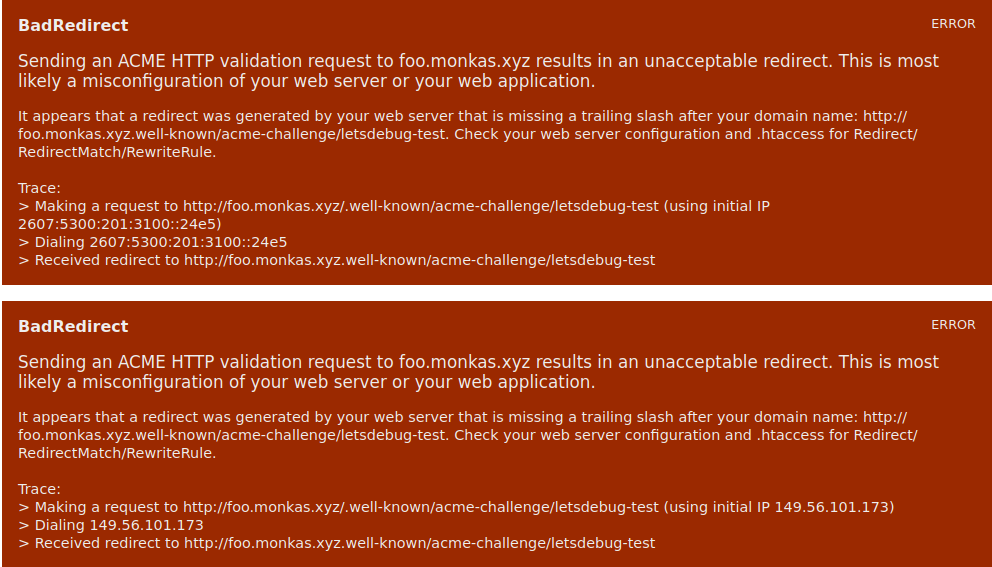 BadRedirect
ERROR
Sending an ACME HTTP validation request to foo.monkas.xyz results in an unacceptable redirect. This is most
likely a misconfiguration of your web server or your web application.
It appears that a redirect was generated by your web server that is missing a trailing slash after your domain name: http://
foo.monkas.xyz.well-known/acme-challenge/letsdebug-test. Check your web server configuration and .htaccess for Redirect/
RedirectMatch/RewriteRule.
Trace:
> Making a request to http://foo.monkas.xyz/.well-known/acme-challenge/letsdebug-test (using initial IP
2607:5300:201:3100::24e5)
> Dialing 2607:5300:201:3100::24e5
> Received redirect to http://foo.monkas.xyz.well-known/acme-challenge/letsdebug-test
BadRedirect
ERROR
Sending an ACME HTTP validation request to foo.monkas.xyz results in an unacceptable redirect. This is most
likely a misconfiguration of your web server or your web application.
It appears that a redirect was generated by your web server that is missing a trailing slash after your domain name: http://
foo.monkas.xyz.well-known/acme-challenge/letsdebug-test. Check your web server configuration and .htaccess for Redirect/
RedirectMatch/RewriteRule.
Trace:
> Making a request to http://foo.monkas.xyz/.well-known/acme-challenge/letsdebug-test (using initial IP 149.56.101.173)
> Dialing 149.56.101.173
> Received redirect to http://foo.monkas.xyz.well-known/acme-challenge/letsdebug-test